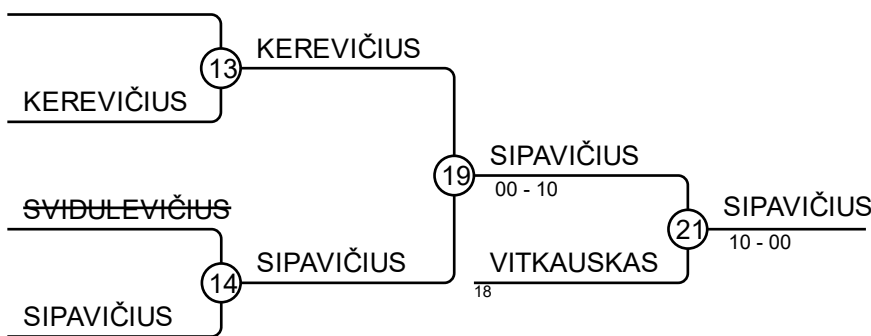 KEREVIČIUS
13
KEREVIČIUS
SIPAVIČIUS
19
00 - 10
SVIDULEVIČIUS
SIPAVIČIUS
21
10 - 00
SIPAVIČIUS
14
VITKAUSKAS
18
SIPAVIČIUS